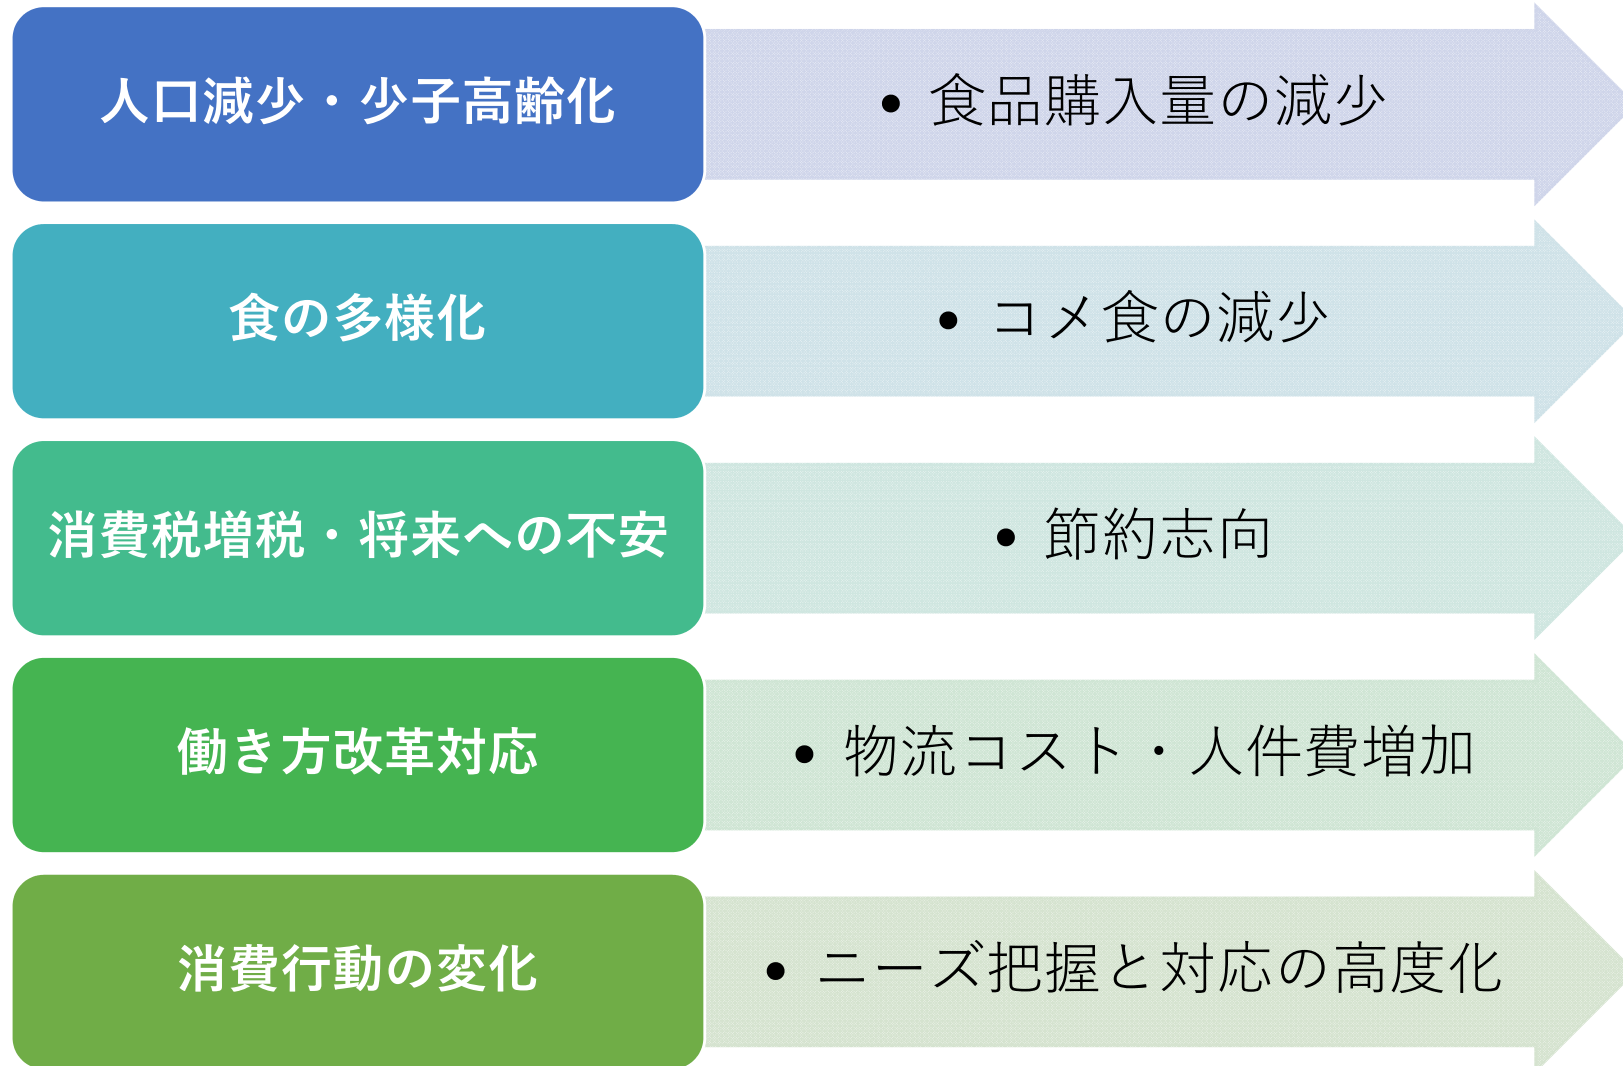 人口減少・少子高齢化
• 食品購入量の減少
食の多様化
• コメ食の減少
消費税増税・将来への不安
• 節約志向
働き方改革対応
• 物流コスト・人件費増加
消費行動の変化
• ニーズ把握と対応の高度化